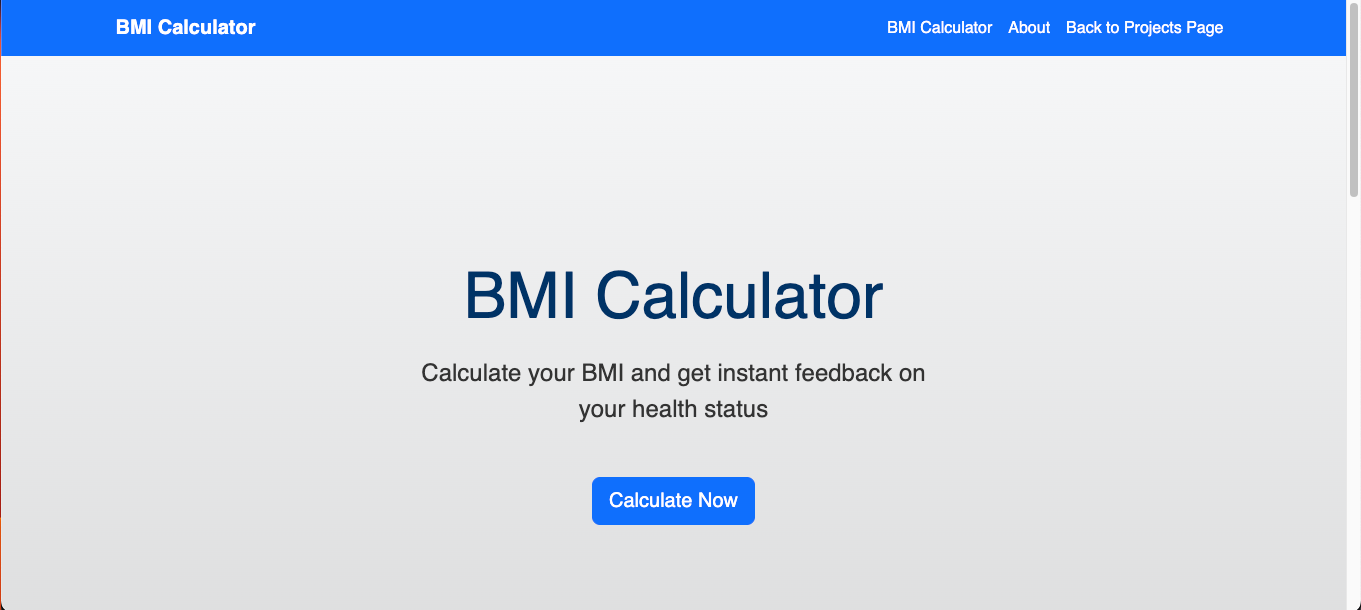 BMI Calculator
BMI Calculator About Back to Projects Page
BMI Calculator
Calculate your BMI and get instant feedback on
your health status
Calculate Now